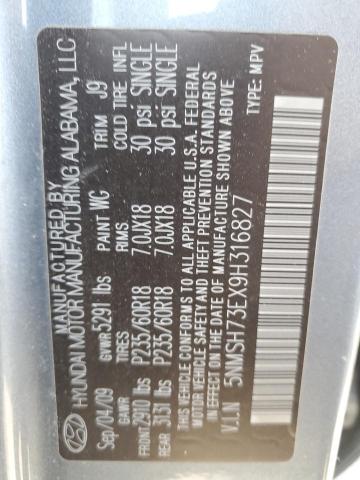 MANUFACTURED BY
HYUNDAI MOTOR MANUFACTURING ALABAMA, LLC
Sep/04/09 GVWR 5291 lbs PAINT WG TRIM J9
GAWR TIRES RIMS COLD TIRE INFL
FRONT 2910 lbs P235/60R18 7.0JX18 30 psi SINGLE
REAR 3131 lbs P235/60R18 7.0JX18 30 psi SINGLE
THIS VEHICLE CONFORMS TO ALL APPLICABLE U.S.A. FEDERAL
MOTOR VEHICLE SAFETY AND THEFT PREVENTION STANDARDS
IN EFFECT ON THE DATE OF MANUFACTURE SHOWN ABOVE.
V.I.N 5NMSH73EX9H316827 TYPE: MPV